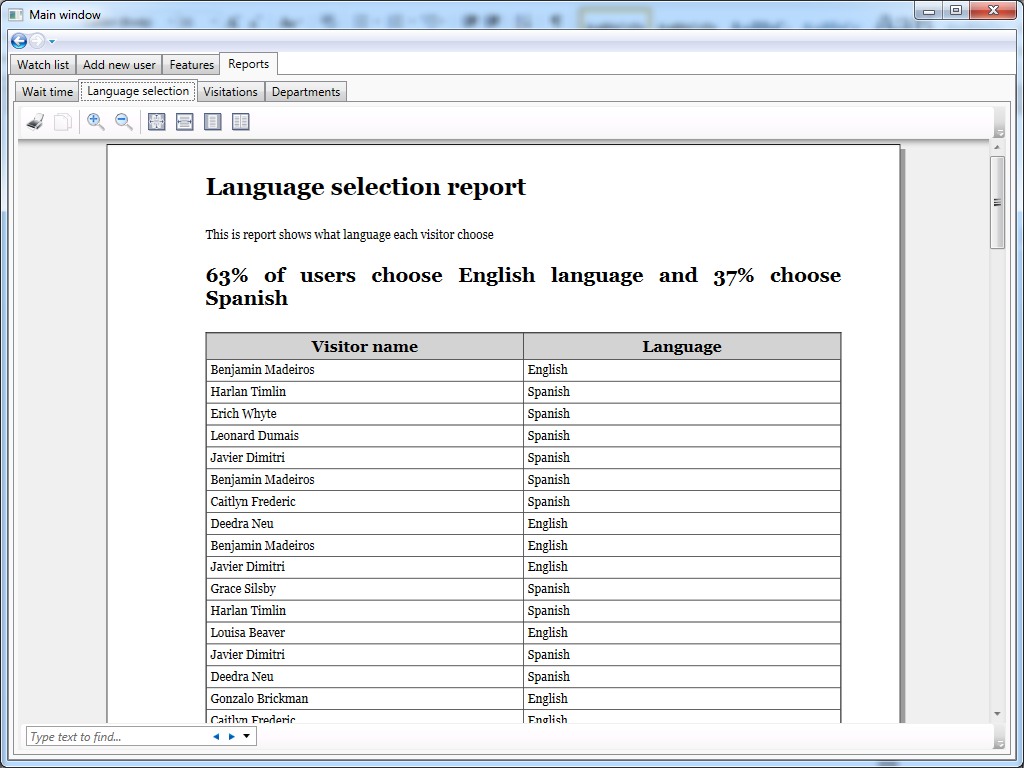 Main window
Watch list Add new user Features Reports
Wait time Language selection Visitations Departments
Language selection report
This is report shows what language each visitor choose
63% of users choose English language and 37% choose
Spanish
Visitor name Language
Benjamin Madeiros English
Harlan Timlin Spanish
Erich Whyte Spanish
Leonard Dumais Spanish
Javier Dimitri Spanish
Benjamin Madeiros Spanish
Caitlyn Frederic Spanish
Deedra Neu English
Benjamin Madeiros English
Javier Dimitri English
Grace Silsby Spanish
Harlan Timlin Spanish
Louisa Beaver English
Javier Dimitri Spanish
Deedra Neu Spanish
Gonzalo Brickman English
Caitlyn Frederic English
Type text to find...